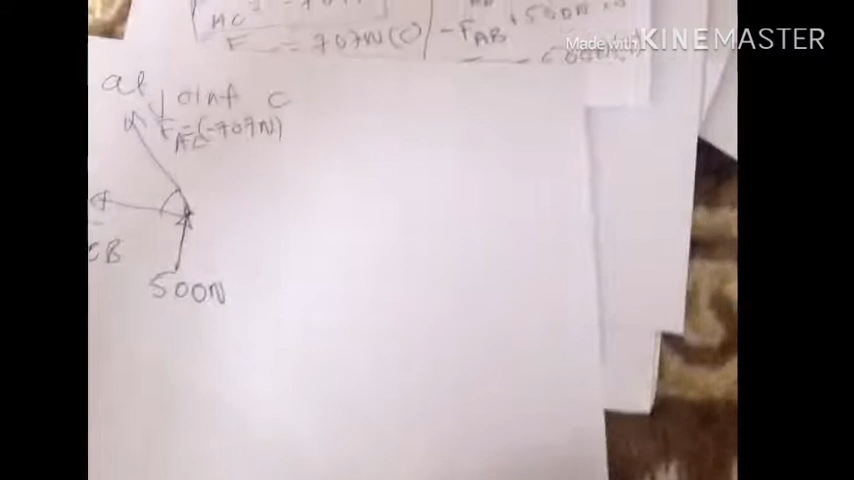 = 707N(C)
- FAB
+ 500N
Made with KINEMASTER
at joint C
FAC=(-707N)
CB
500N